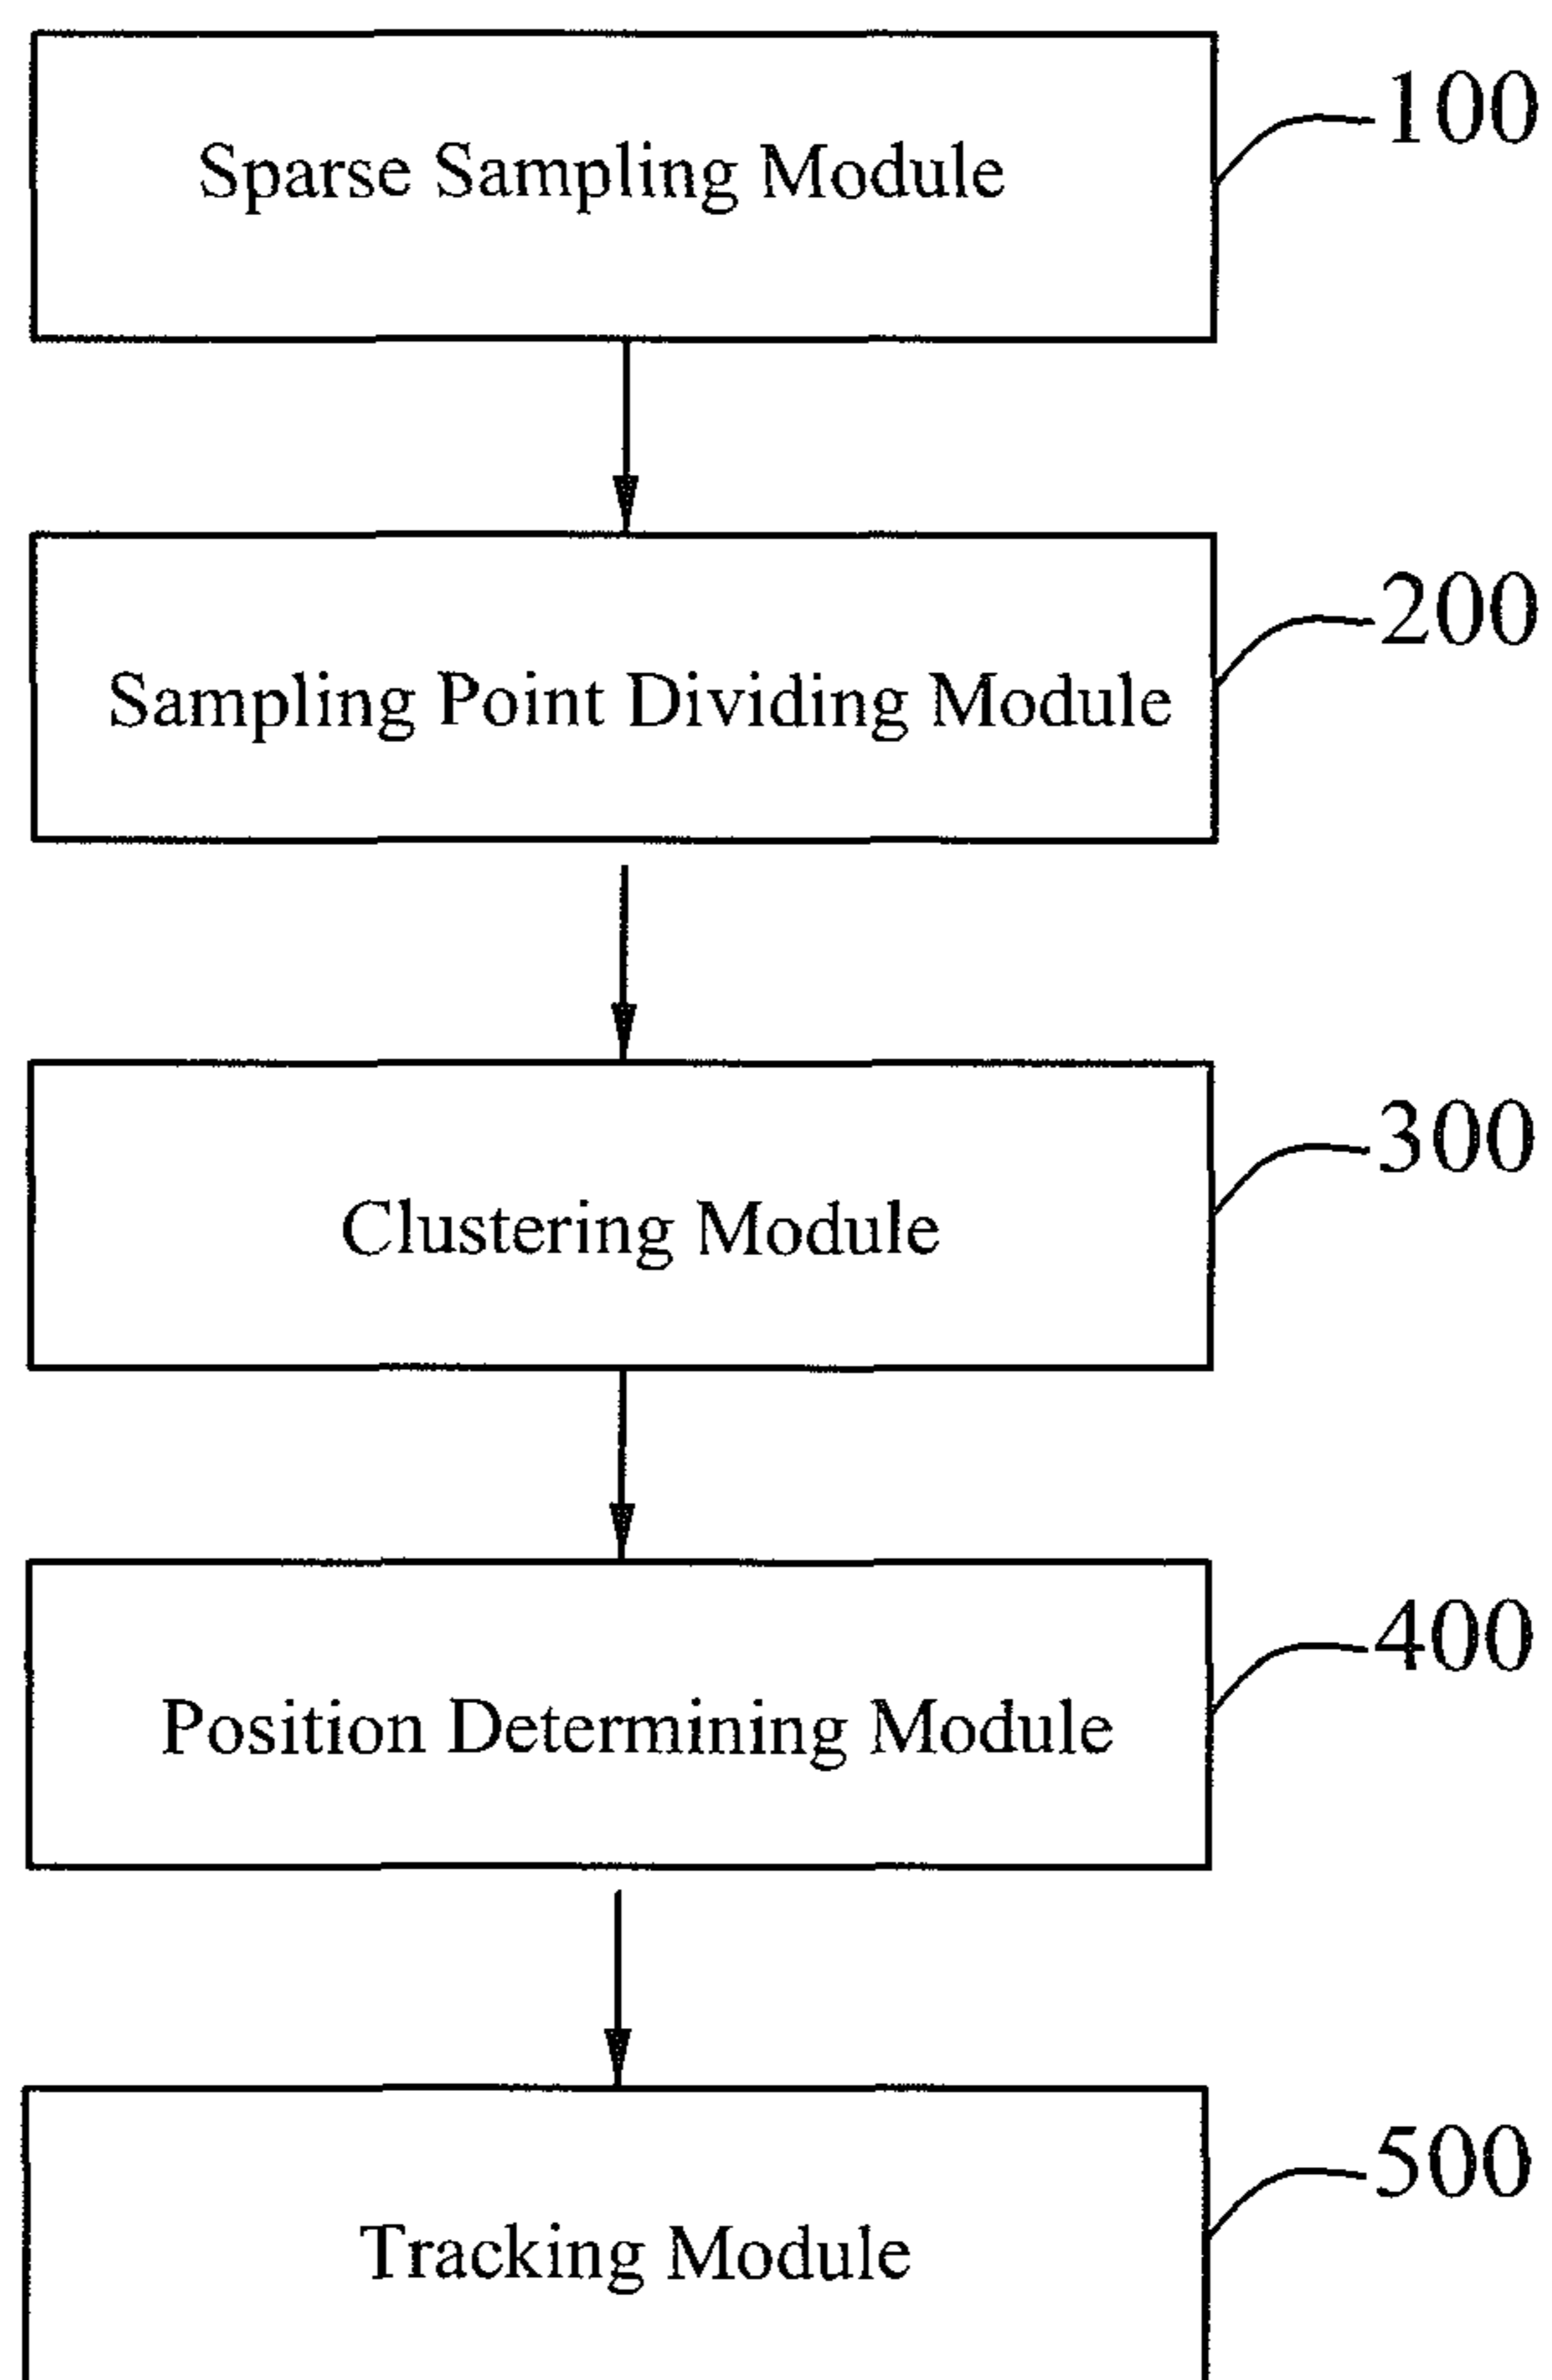 Sparse Sampling Module
100
Sampling Point Dividing Module
200
Clustering Module
300
Position Determining Module
400
Tracking Module
500